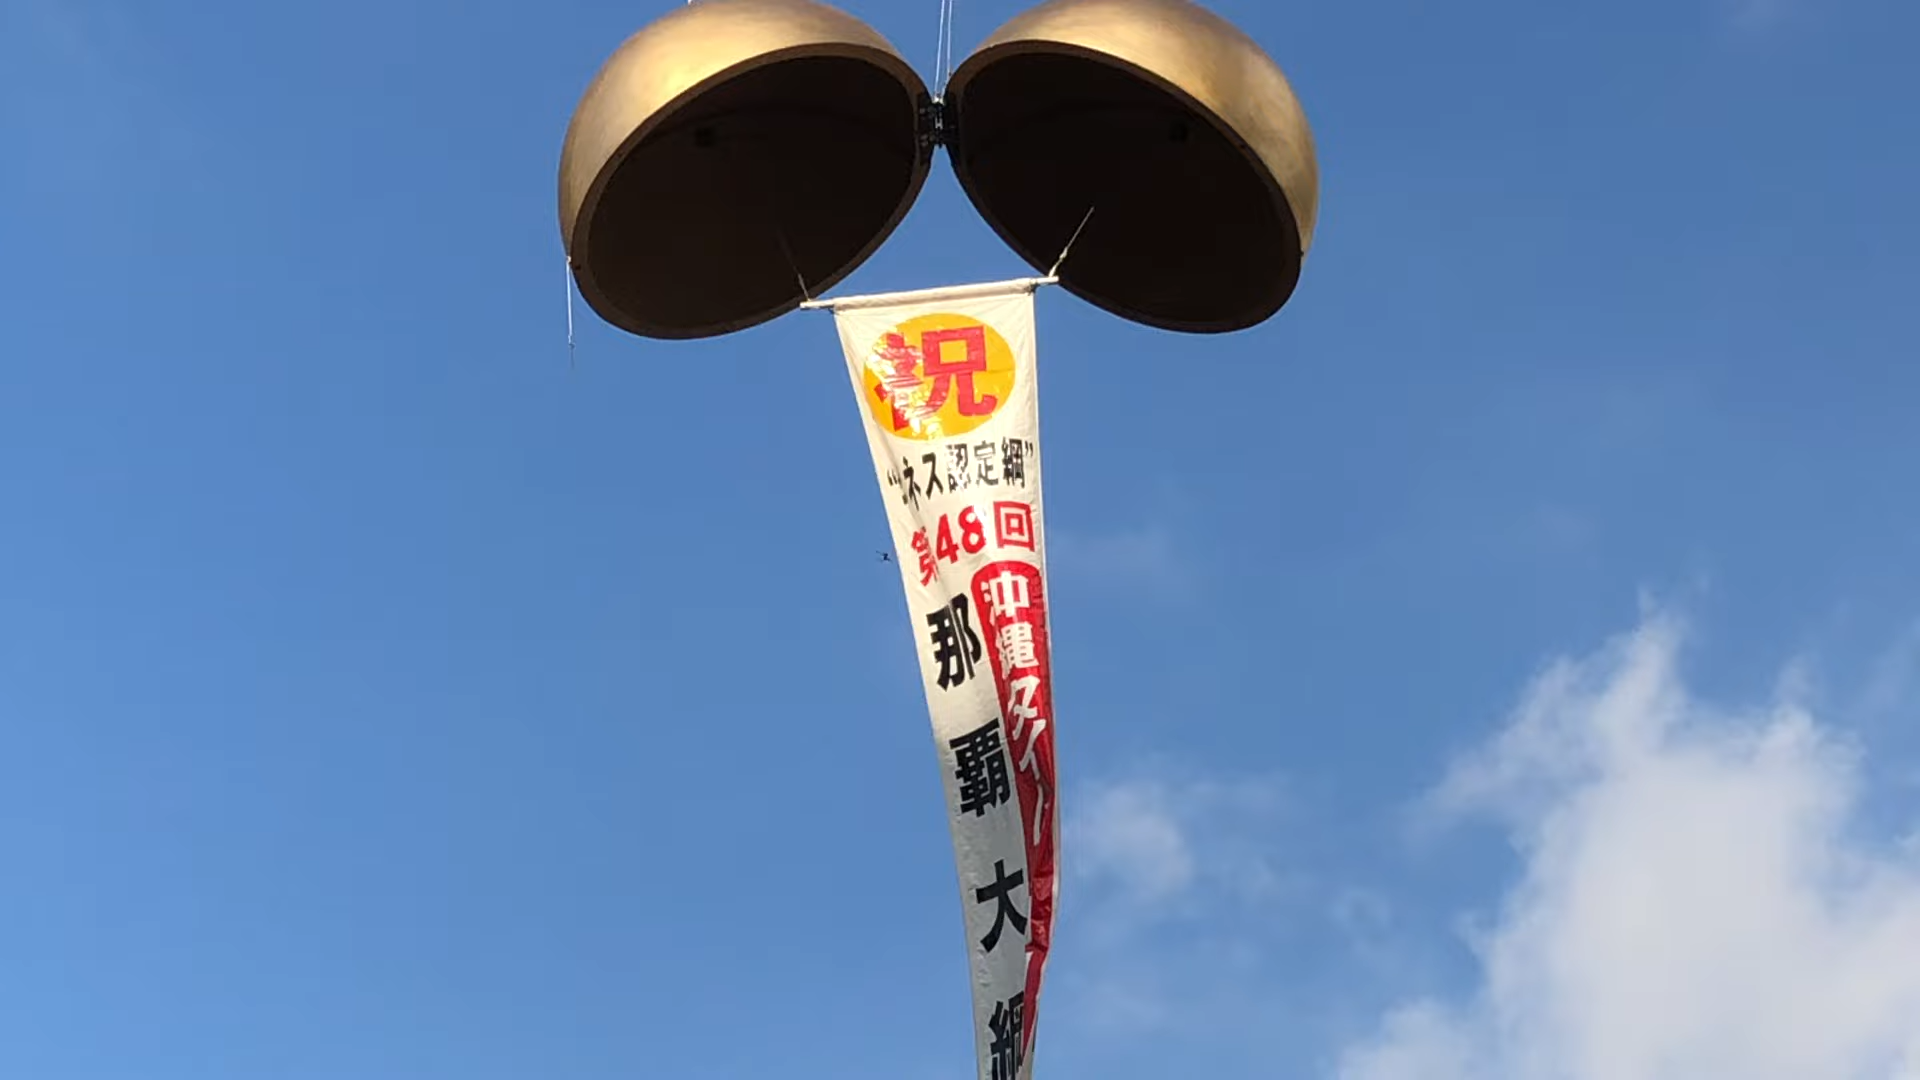 祝
ネス認定綱”
第48回
沖縄タイ
那覇大綱